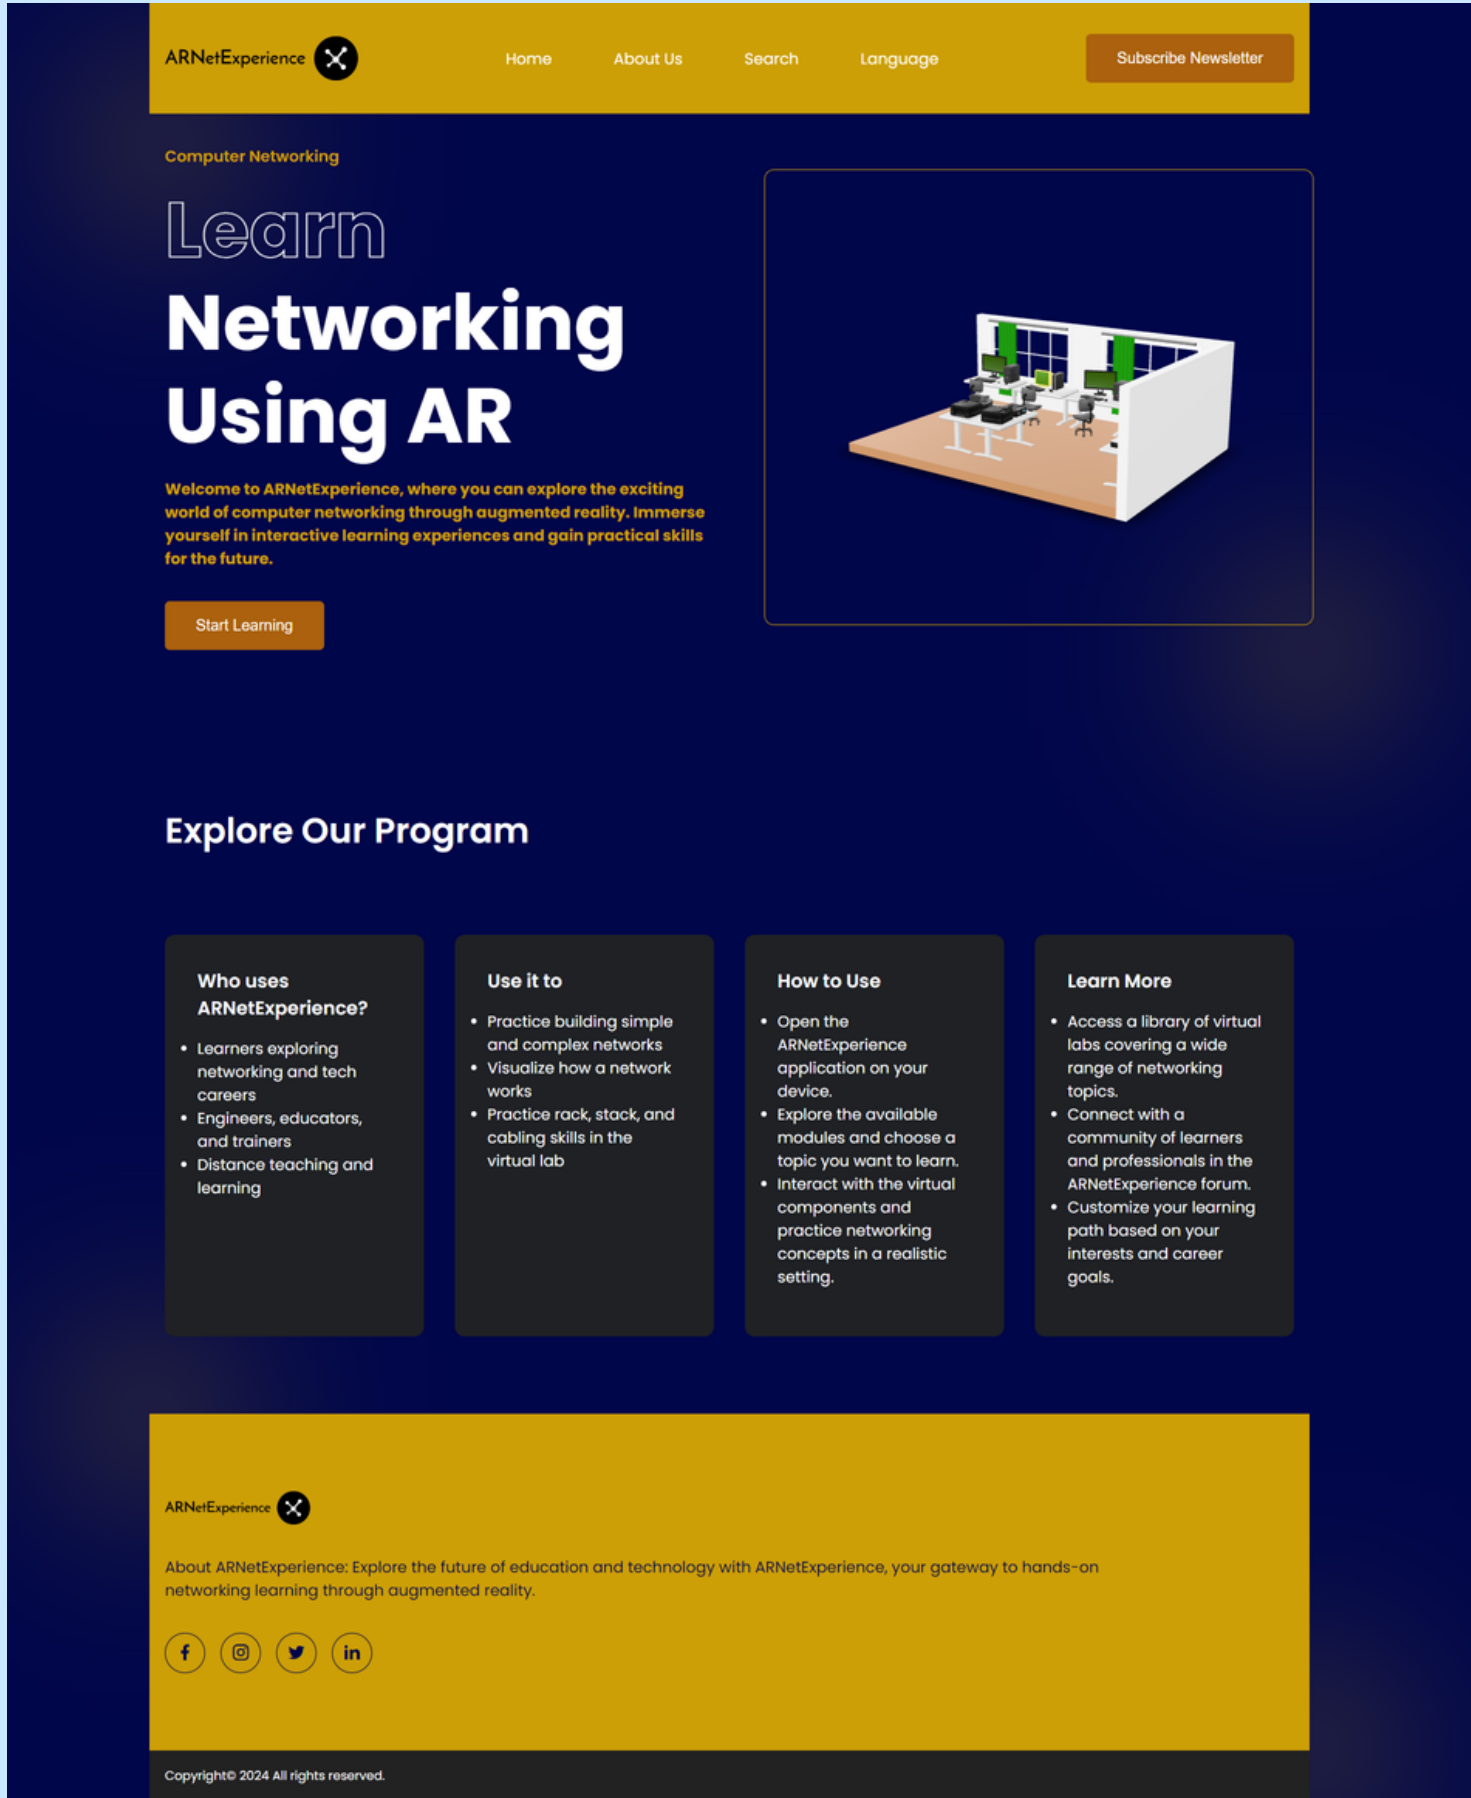 ARNetExperience
Home
About Us
Search
Language
Subscribe Newsletter
Computer Networking
Learn
Networking
Using AR
Welcome to ARNetExperience, where you can explore the exciting
world of computer networking through augmented reality. Immerse
yourself in interactive learning experiences and gain practical skills
for the future.
Start Learning
Explore Our Program
Who uses
ARNetExperience?
• Learners exploring
networking and tech
careers
• Engineers, educators,
and trainers
• Distance teaching and
learning
Use it to
• Practice building simple
and complex networks
• Visualize how a network
works
• Practice rack, stack, and
cabling skills in the
virtual lab
How to Use
• Open the
ARNetExperience
application on your
device.
• Explore the available
modules and choose a
topic you want to learn.
• Interact with the virtual
components and
practice networking
concepts in a realistic
setting.
Learn More
• Access a library of virtual
labs covering a wide
range of networking
topics.
• Connect with a
community of learners
and professionals in the
ARNetExperience forum.
• Customize your learning
path based on your
interests and career
goals.
ARNetExperience
About ARNetExperience: Explore the future of education and technology with ARNetExperience, your gateway to hands-on
networking learning through augmented reality.
Copyright© 2024 All rights reserved.